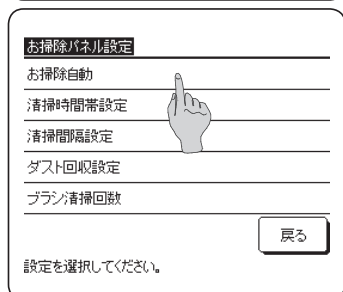 お掃除パネル設定
お掃除自動
清掃時間帯設定
清掃間隔設定
ダスト回収設定
ブラシ清掃回数
戻る
設定を選択してください。